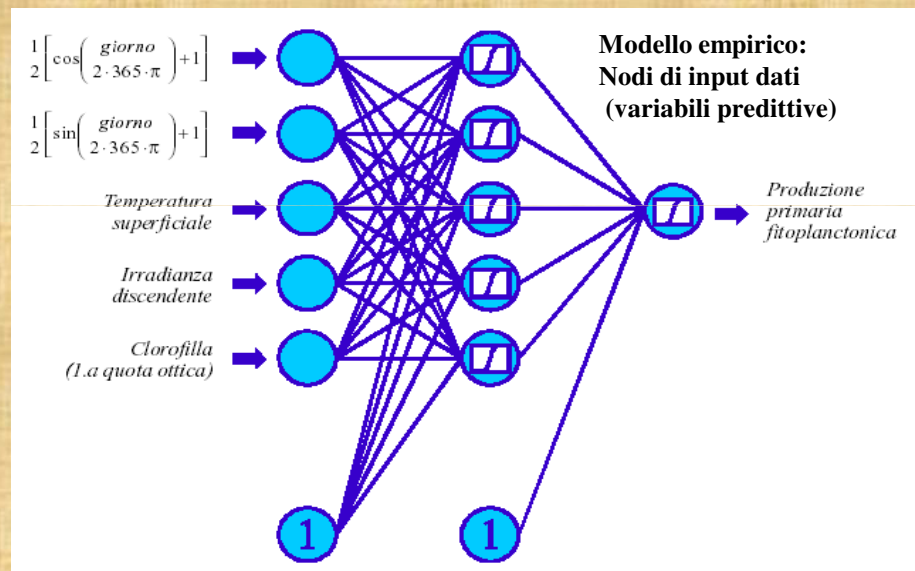 Modello empirico:
Nodi di input dati
(variabili predittive)
1/2 [cos(giorno / 2·365·π) + 1]
1/2 [sin(giorno / 2·365·π) + 1]
Temperatura
superficiale
Irradianza
discendente
Clorofilla
(1.a quota ottica)
Produzione
primaria
fitoplanctonica
1
1